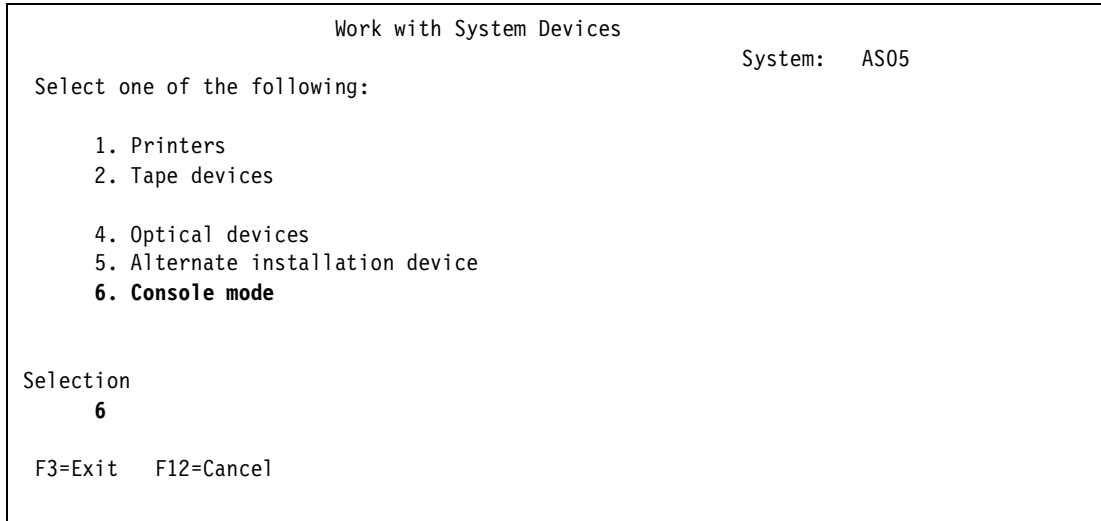 Work with System Devices
System: AS05
Select one of the following:
1. Printers
2. Tape devices
4. Optical devices
5. Alternate installation device
6. Console mode
Selection
6
F3=Exit F12=Cancel